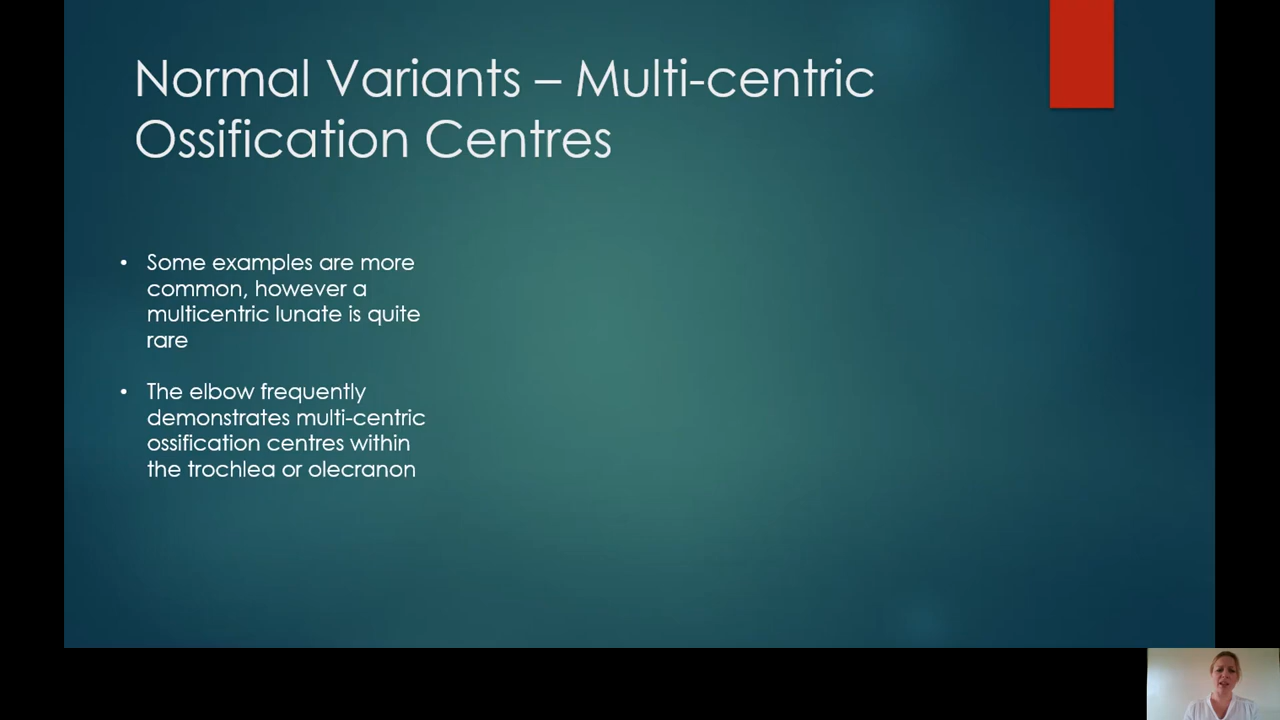 Normal Variants – Multi-centric
Ossification Centres
• Some examples are more
common, however a
multicentric lunate is quite
rare
• The elbow frequently
demonstrates multi-centric
ossification centres within
the trochlea or olecranon